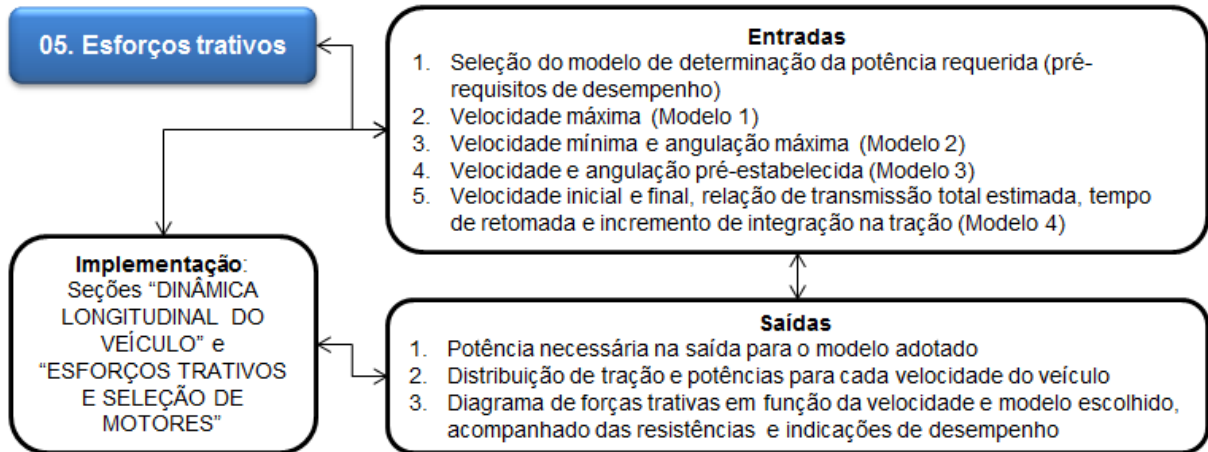 05. Esforços trativos
Entradas
1. Seleção do modelo de determinação da potência requerida (pré-
requisitos de desempenho)
2. Velocidade máxima (Modelo 1)
3. Velocidade mínima e angulação máxima (Modelo 2)
4. Velocidade e angulação pré-estabelecida (Modelo 3)
5. Velocidade inicial e final, relação de transmissão total estimada, tempo
de retomada e incremento de integração na tração (Modelo 4)
Implementação:
Seções “DINÂMICA
LONGITUDINAL DO
VEÍCULO” e
“ESFORÇOS TRATIVOS
E SELEÇÃO DE
MOTORES”
Saídas
1. Potência necessária na saída para o modelo adotado
2. Distribuição de tração e potências para cada velocidade do veículo
3. Diagrama de forças trativas em função da velocidade e modelo escolhido,
acompanhado das resistências e indicações de desempenho